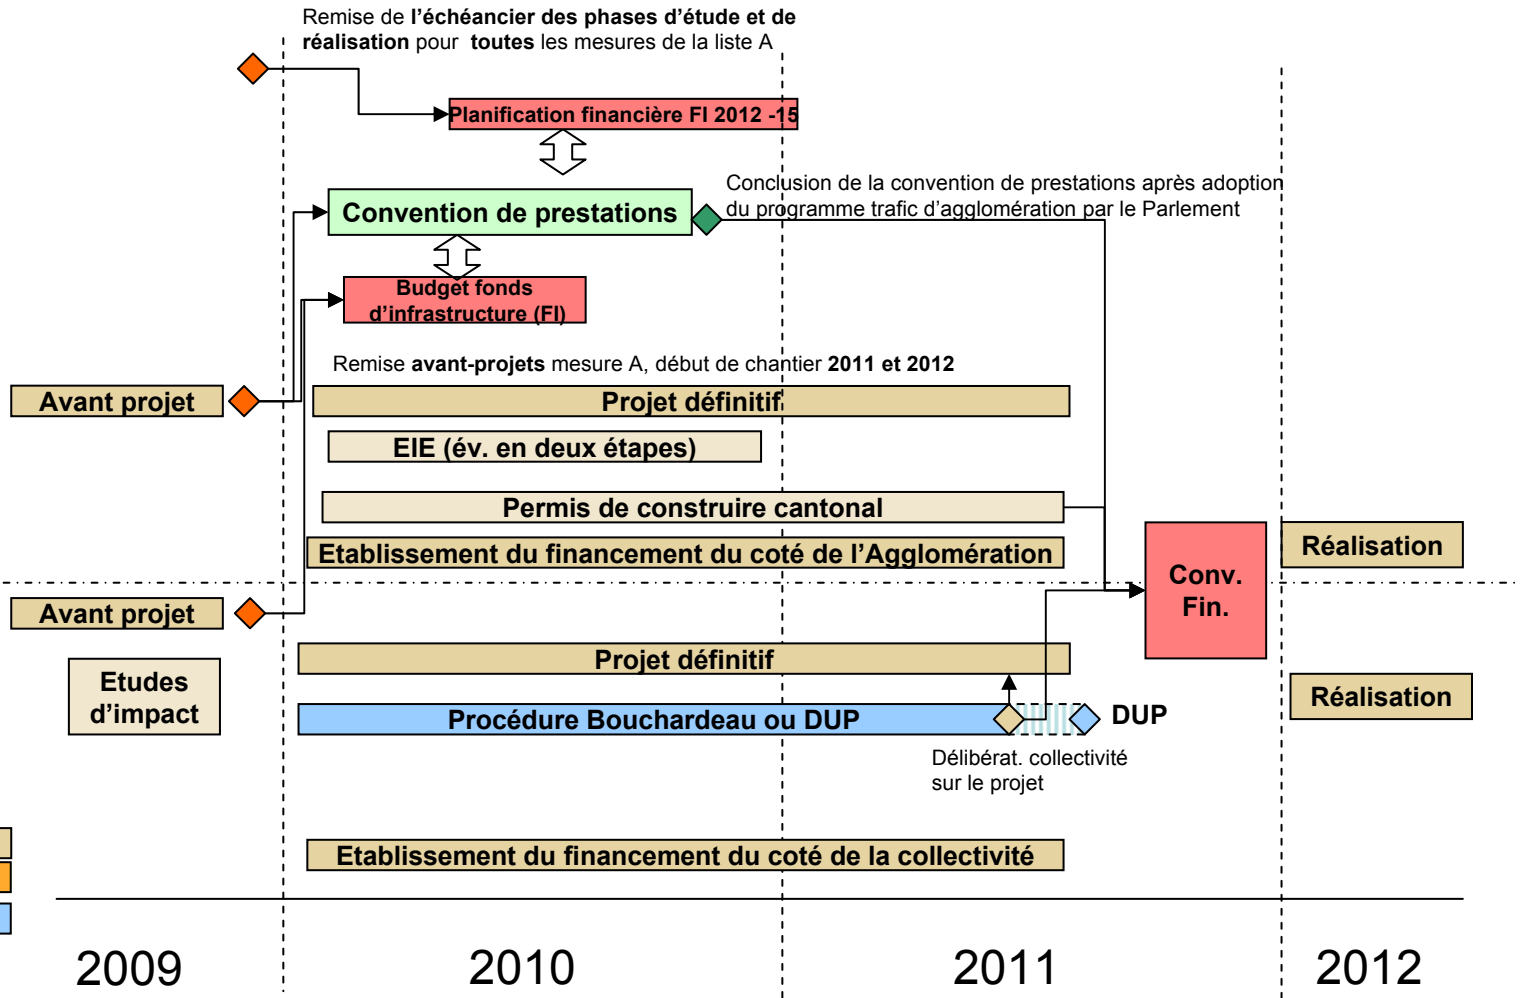 Remise de l’échéancier des phases d’étude et de
réalisation pour toutes les mesures de la liste A
Planification financière FI 2012 -15
Convention de prestations
Conclusion de la convention de prestations après adoption
du programme trafic d’agglomération par le Parlement
Budget fonds
d’infrastructure (FI)
Remise avant-projets mesure A, début de chantier 2011 et 2012
Avant projet
Projet définitif
EIE (év. en deux étapes)
Permis de construire cantonal
Etablissement du financement du coté de l’Agglomération
Conv.
Fin.
Réalisation
Avant projet
Projet définitif
Etudes
d’impact
Procédure Bouchardeau ou DUP
DUP
Réalisation
Délibérat. collectivité
sur le projet
Etablissement du financement du coté de la collectivité
2009
2010
2011
2012